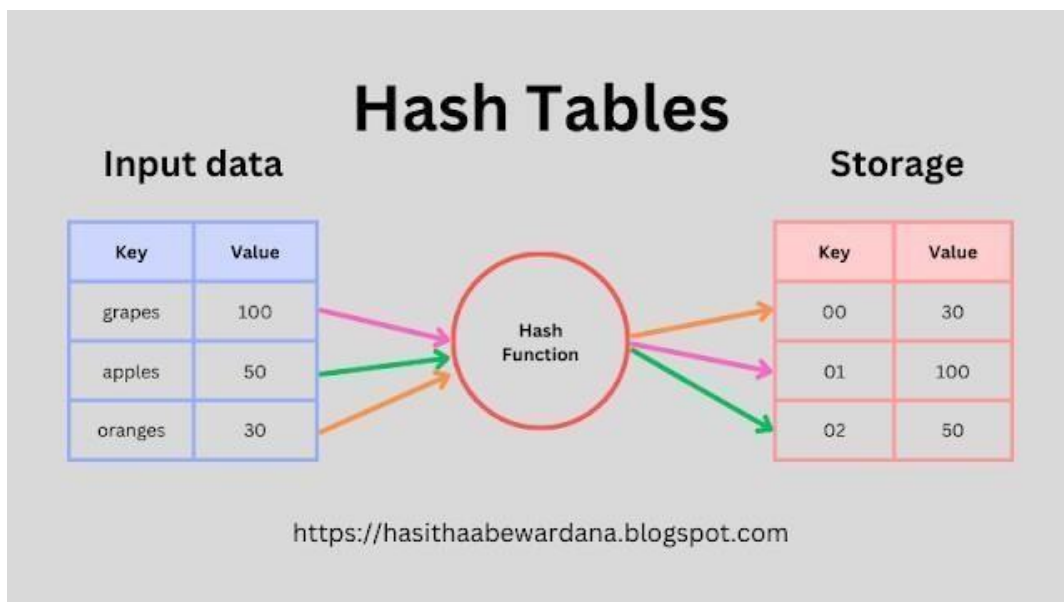 Hash Tables
Input data
Key Value
grapes 100
apples 50
oranges 30
Hash
Function
Storage
Key Value
00 30
01 100
02 50
https://hasithaabewardana.blogspot.com